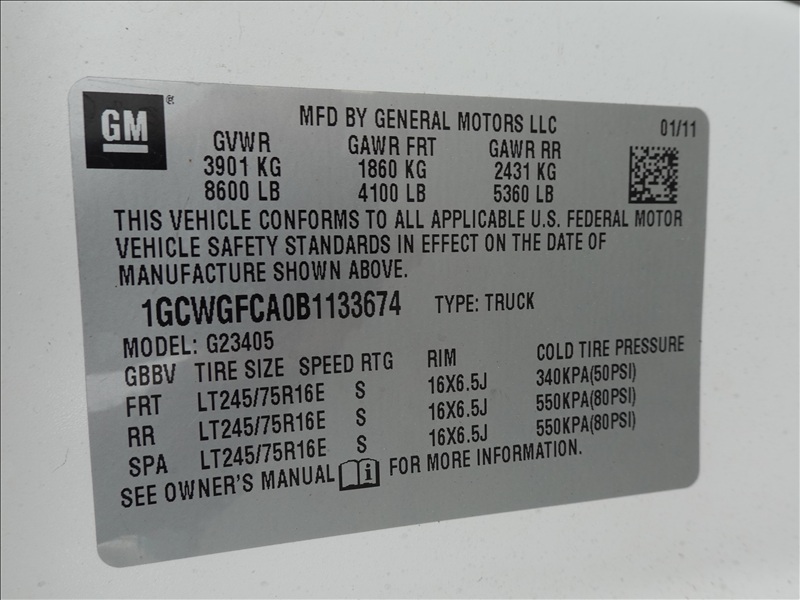 GM®
MFD BY GENERAL MOTORS LLC 01/11
GVWR GAWR FRT GAWR RR
3901 KG 1860 KG 2431 KG
8600 LB 4100 LB 5360 LB
THIS VEHICLE CONFORMS TO ALL APPLICABLE U.S. FEDERAL MOTOR
VEHICLE SAFETY STANDARDS IN EFFECT ON THE DATE OF
MANUFACTURE SHOWN ABOVE.
1GCWGFCA0B1133674 TYPE: TRUCK
MODEL: G23405
GBBV TIRE SIZE SPEED RTG RIM COLD TIRE PRESSURE
FRT LT245/75R16E S 16X6.5J 340KPA(50PSI)
RR LT245/75R16E S 16X6.5J 550KPA(80PSI)
SPA LT245/75R16E S 16X6.5J 550KPA(80PSI)
SEE OWNER'S MANUAL i FOR MORE INFORMATION.